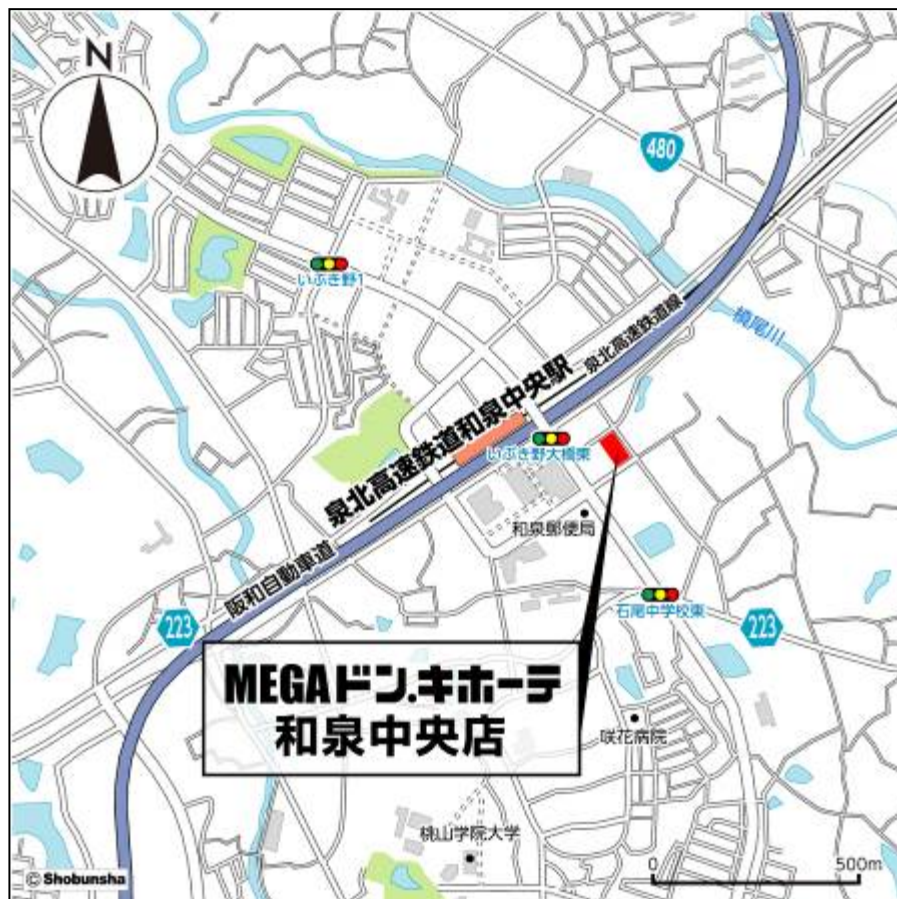 N
480
いぶき野1
槇尾川
泉北高速鉄道線
泉北高速鉄道和泉中央駅
いぶき野大橋東
和泉郵便局
阪和自動車道
223
石尾中学校東
223
MEGAドン.キホーテ
和泉中央店
咲花病院
桃山学院大学
0 500m
© Shobunsha